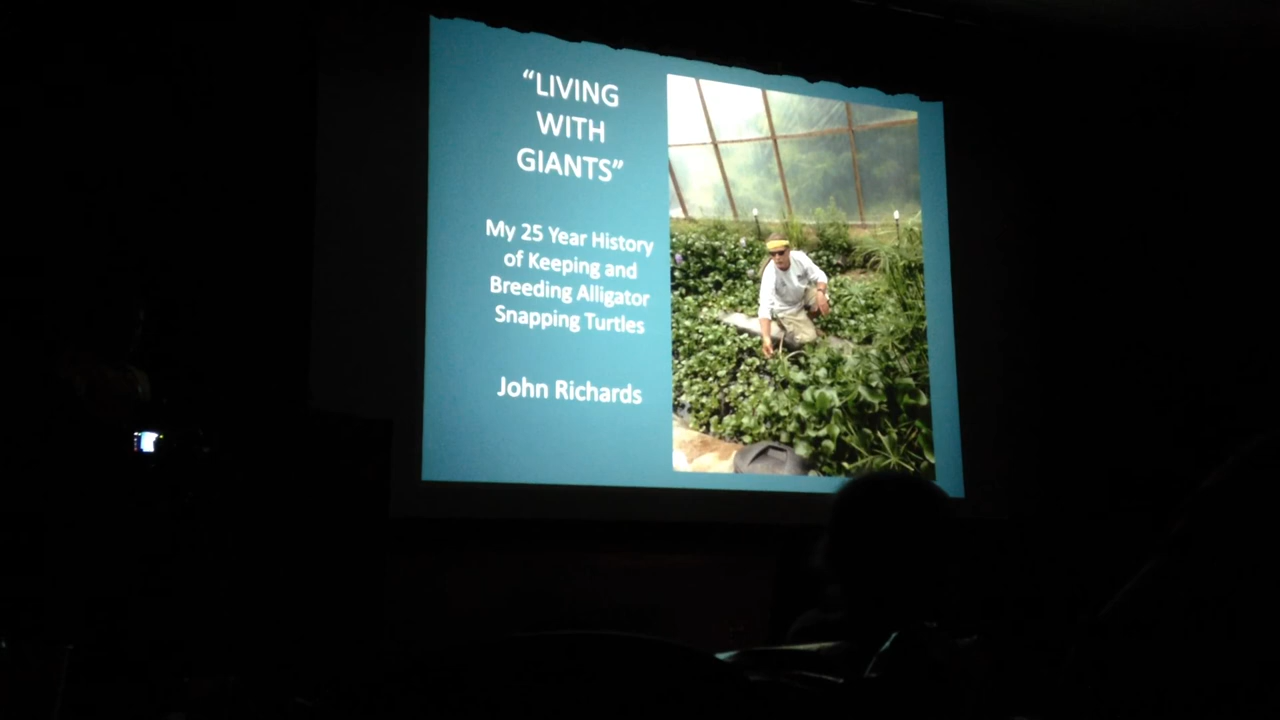 “LIVING
WITH
GIANTS”
My 25 Year History
of Keeping and
Breeding Alligator
Snapping Turtles
John Richards